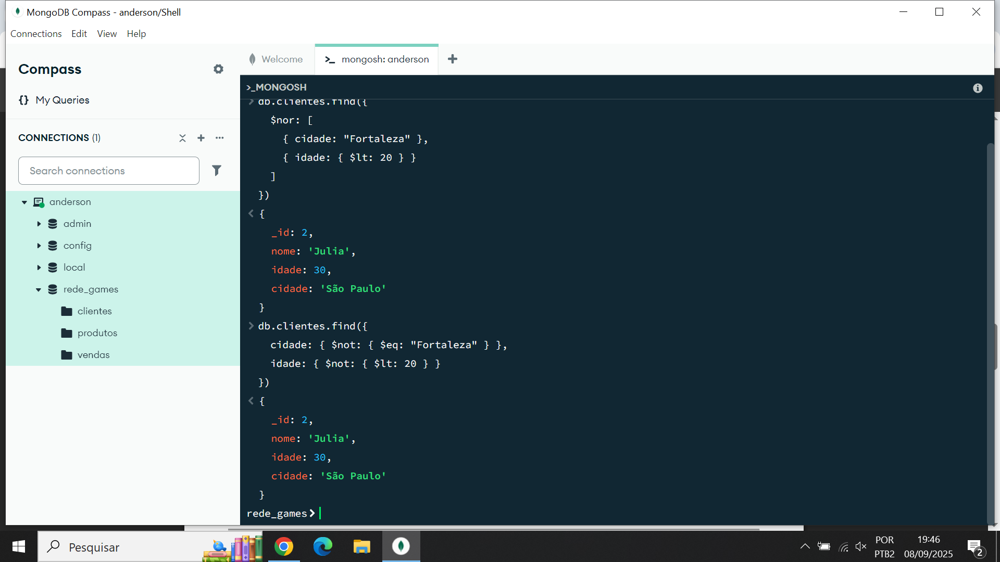 MongoDB Compass - anderson/Shell
Connections Edit View Help
Compass
{} My Queries
CONNECTIONS (1)
Search connections
anderson
admin
config
local
rede_games
clientes
produtos
vendas
Welcome
>_ mongosh: anderson
>_MONGOSH
db.clientes.find({
$nor: [
{ cidade: "Fortaleza" },
{ idade: { $lt: 20 } }
]
})
{
_id: 2,
nome: 'Julia',
idade: 30,
cidade: 'São Paulo'
}
db.clientes.find({
cidade: { $not: { $eq: "Fortaleza" } },
idade: { $not: { $lt: 20 } }
})
{
_id: 2,
nome: 'Julia',
idade: 30,
cidade: 'São Paulo'
}
rede_games>
Pesquisar
POR
PTB2
19:46
08/09/2025
2